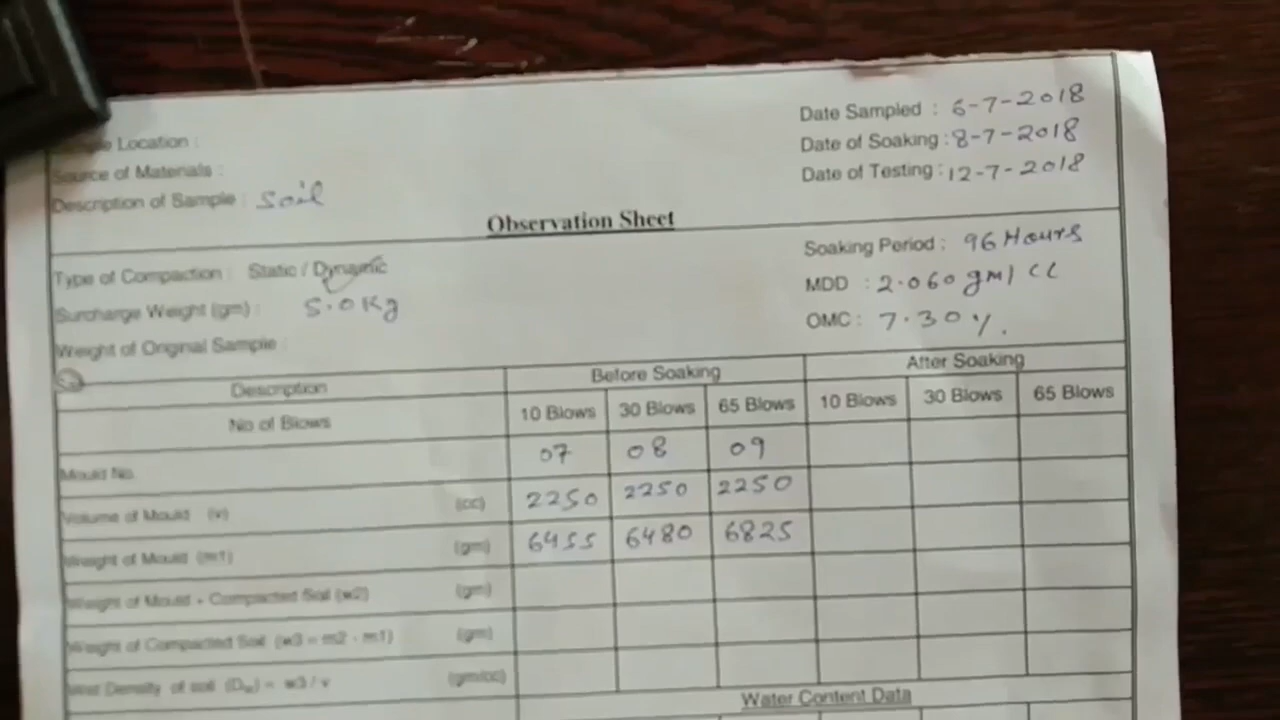 Location :
Date Sampled : 6-7-2018
Source of Materials :
Date of Soaking : 8-7-2018
Description of Sample : Soil
Date of Testing : 12-7-2018
Observation Sheet
Type of Compaction : Static / Dynamic
Soaking Period : 96 Hours
Surcharge Weight (gm) : 5.0 Kg
MDD : 2.060 gm/cc
Weight of Original Sample :
OMC : 7.30 %.
Description Before Soaking After Soaking
No of Blows 10 Blows 30 Blows 65 Blows 10 Blows 30 Blows 65 Blows
Mould No 07 08 09
Volume of Mould (v) (cc) 2250 2250 2250
Weight of Mould (m1) (gm) 6455 6480 6825
Weight of Mould + Compacted Soil (w2) (gm)
Weight of Compacted Soil (w3 = m2 - m1) (gm)
Wet Density of soil (Dw) = w3 / v (gm/cc)
Water Content Data